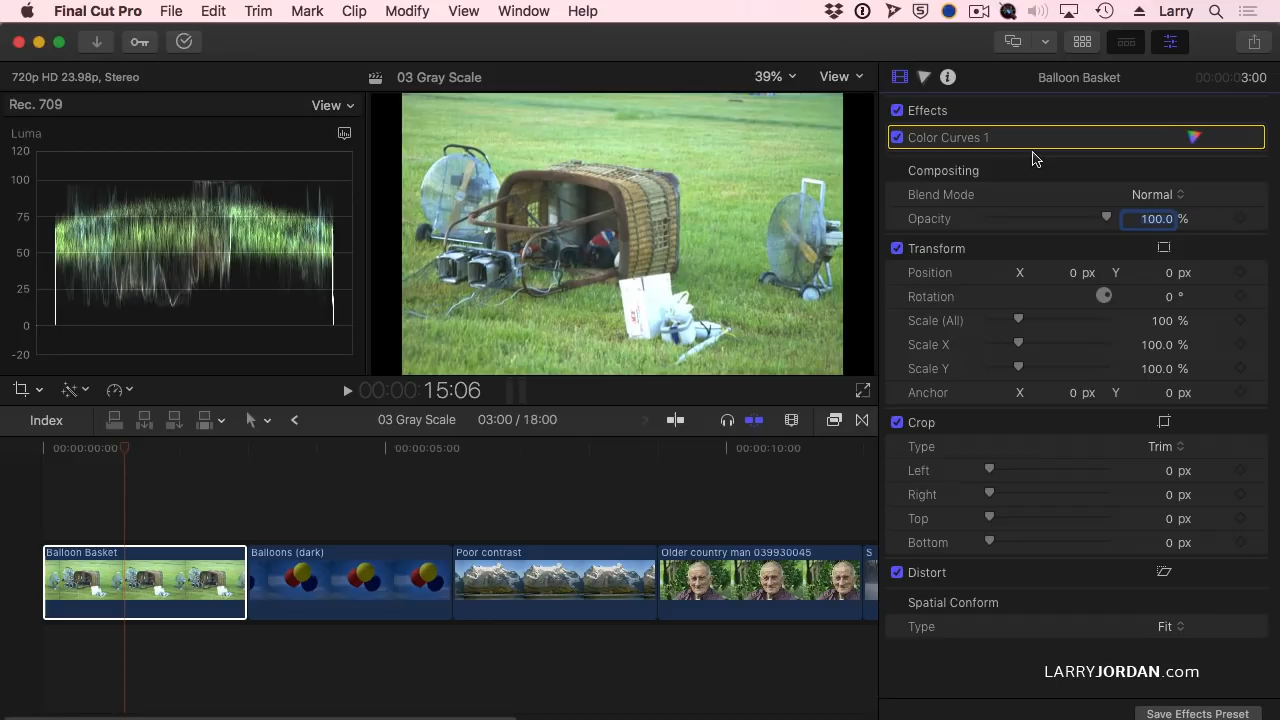 Final Cut Pro File Edit Trim Mark Clip Modify View Window Help Larry
720p HD 23.98p, Stereo 03 Gray Scale 39% View Balloon Basket 00:00:03:00
Rec. 709 View
Luma
120
100
75
50
25
0
-20
Effects
Color Curves 1
Compositing
Blend Mode Normal
Opacity 100.0 %
Transform
Position X 0 px Y 0 px
Rotation 0 °
Scale (All) 100 %
Scale X 100.0 %
Scale Y 100.0 %
Anchor X 0 px Y 0 px
Crop
Type Trim
Left 0 px
Right 0 px
Top 0 px
Bottom 0 px
Distort
Spatial Conform
Type Fit
LARRYJORDAN.com
Save Effects Preset
00:00:15:06
Index 03 Gray Scale 03:00 / 18:00
00:00:00:00 00:00:05:00 00:00:10:00
Balloon Basket Balloons (dark) Poor contrast Older country man 039930045 S